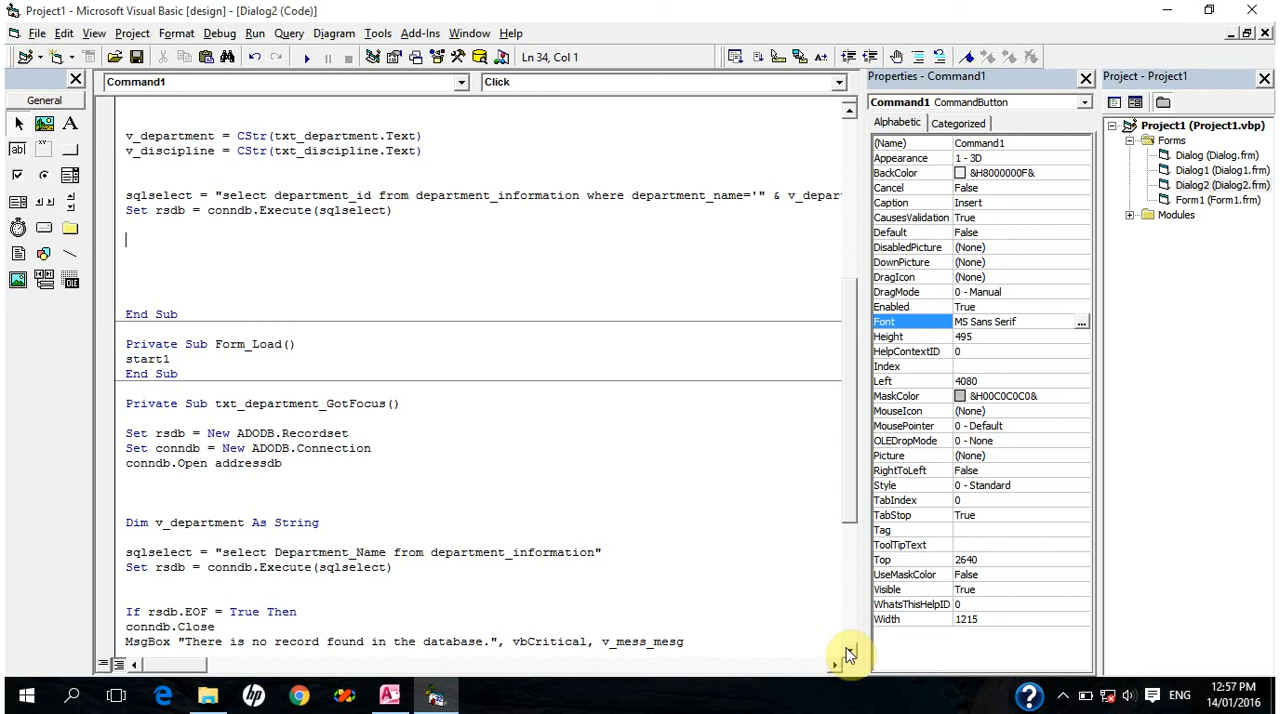 Project1 - Microsoft Visual Basic [design] - [Dialog2 (Code)]
File Edit View Project Format Debug Run Query Diagram Tools Add-Ins Window Help
Ln 34, Col 1
General
Command1
Click
v_department = CStr(txt_department.Text)
v_discipline = CStr(txt_discipline.Text)
sqlselect = "select department_id from department_information where department_name='" & v_depar
Set rsdb = conndb.Execute(sqlselect)
End Sub
Private Sub Form_Load()
start1
End Sub
Private Sub txt_department_GotFocus()
Set rsdb = New ADODB.Recordset
Set conndb = New ADODB.Connection
conndb.Open addressdb
Dim v_department As String
sqlselect = "select Department_Name from department_information"
Set rsdb = conndb.Execute(sqlselect)
If rsdb.EOF = True Then
conndb.Close
MsgBox "There is no record found in the database.", vbCritical, v_mess_mesg
Properties - Command1
Command1 CommandButton
Alphabetic Categorized
(Name) Command1
Appearance 1 - 3D
BackColor &H8000000F&
Cancel False
Caption Insert
CausesValidation True
Default False
DisabledPicture (None)
DownPicture (None)
DragIcon (None)
DragMode 0 - Manual
Enabled True
Font MS Sans Serif ...
Height 495
HelpContextID 0
Index
Left 4080
MaskColor &H00C0C0C0&
MouseIcon (None)
MousePointer 0 - Default
OLEDropMode 0 - None
Picture (None)
RightToLeft False
Style 0 - Standard
TabIndex 0
TabStop True
Tag
ToolTipText
Top 2640
UseMaskColor False
Visible True
WhatsThisHelpID 0
Width 1215
Project - Project1
Project1 (Project1.vbp)
Forms
Dialog (Dialog.frm)
Dialog1 (Dialog1.frm)
Dialog2 (Dialog2.frm)
Form1 (Form1.frm)
Modules
ENG
12:57 PM
14/01/2016